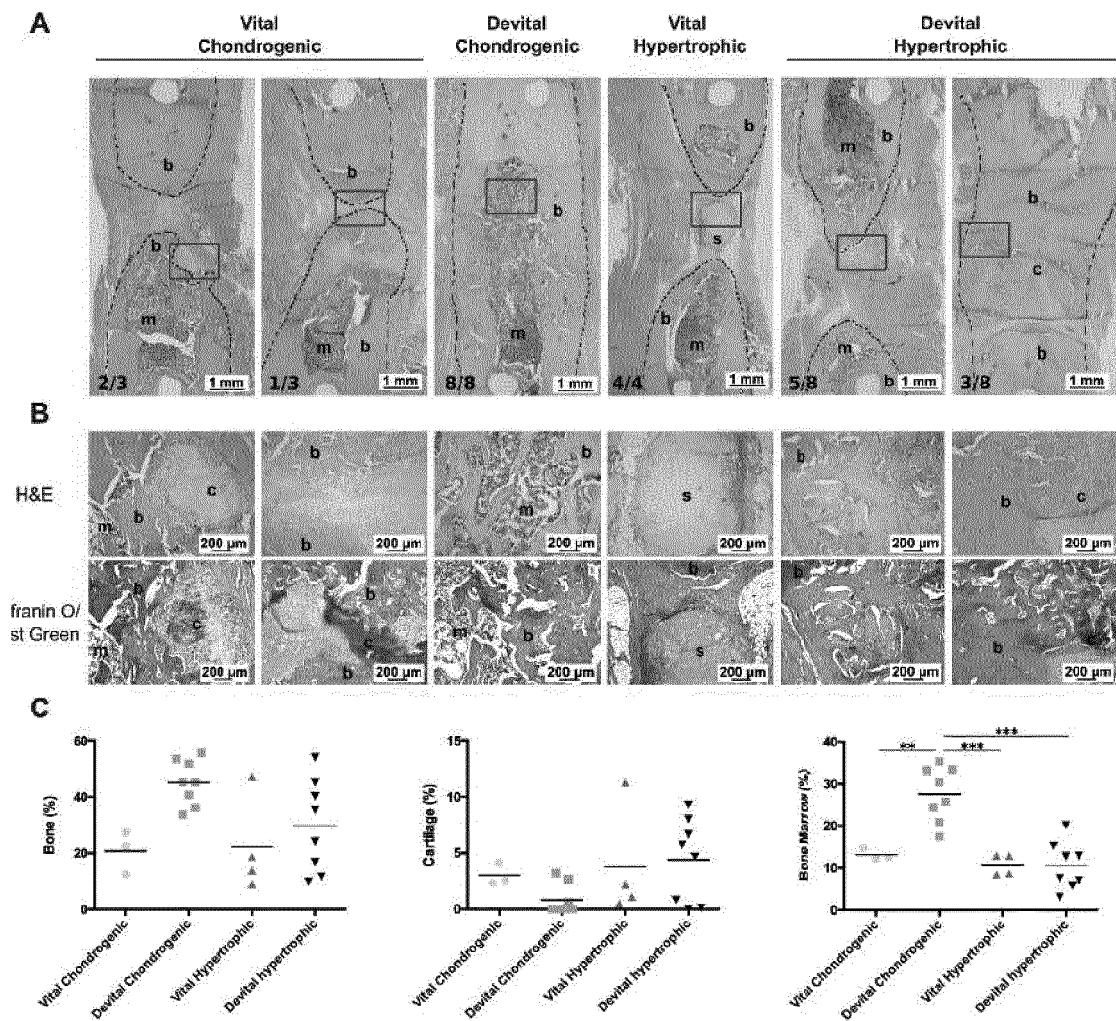 A
Vital
Chondrogenic
Devital
Chondrogenic
Vital
Hypertrophic
Devital
Hypertrophic
b b m
2/3
1 mm
b m b
1/3
1 mm
b m
8/8
1 mm
b s b m
4/4
1 mm
m b m b
5/8
1 mm
b c b
3/8
1 mm
B
H&E
c m b
200 µm
b b
200 µm
b m
200 µm
s
200 µm
b
200 µm
b c
200 µm
franin O/
st Green
b c m
200 µm
b c b
200 µm
m b
200 µm
b s
200 µm
b
200 µm
b
200 µm
C
Bone (%)
60
40
20
0
Vital Chondrogenic
Devital Chondrogenic
Vital Hypertrophic
Devital hypertrophic
Cartilage (%)
15
10
5
0
Vital Chondrogenic
Devital Chondrogenic
Vital Hypertrophic
Devital hypertrophic
Bone Marrow (%)
40
30
20
10
0
***
** ***
Vital Chondrogenic
Devital Chondrogenic
Vital Hypertrophic
Devital hypertrophic